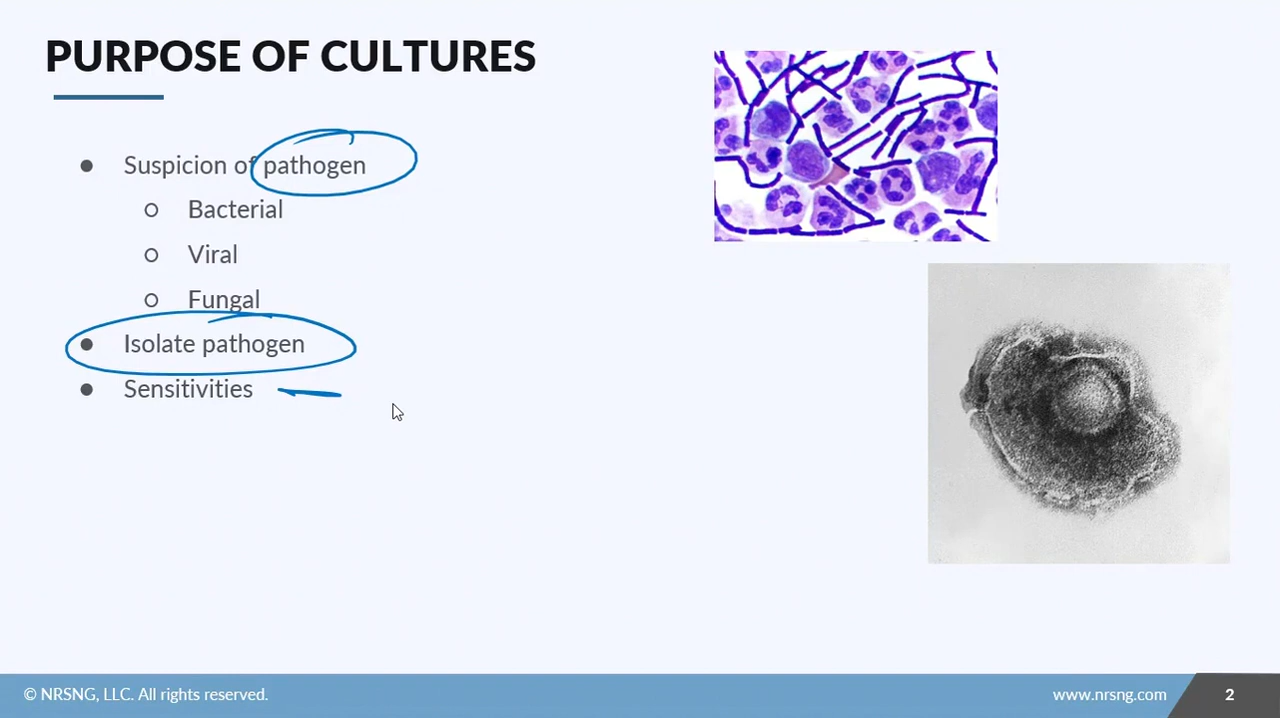 PURPOSE OF CULTURES
● Suspicion of pathogen
○ Bacterial
○ Viral
○ Fungal
● Isolate pathogen
● Sensitivities
© NRSNG, LLC. All rights reserved.
www.nrsng.com
2